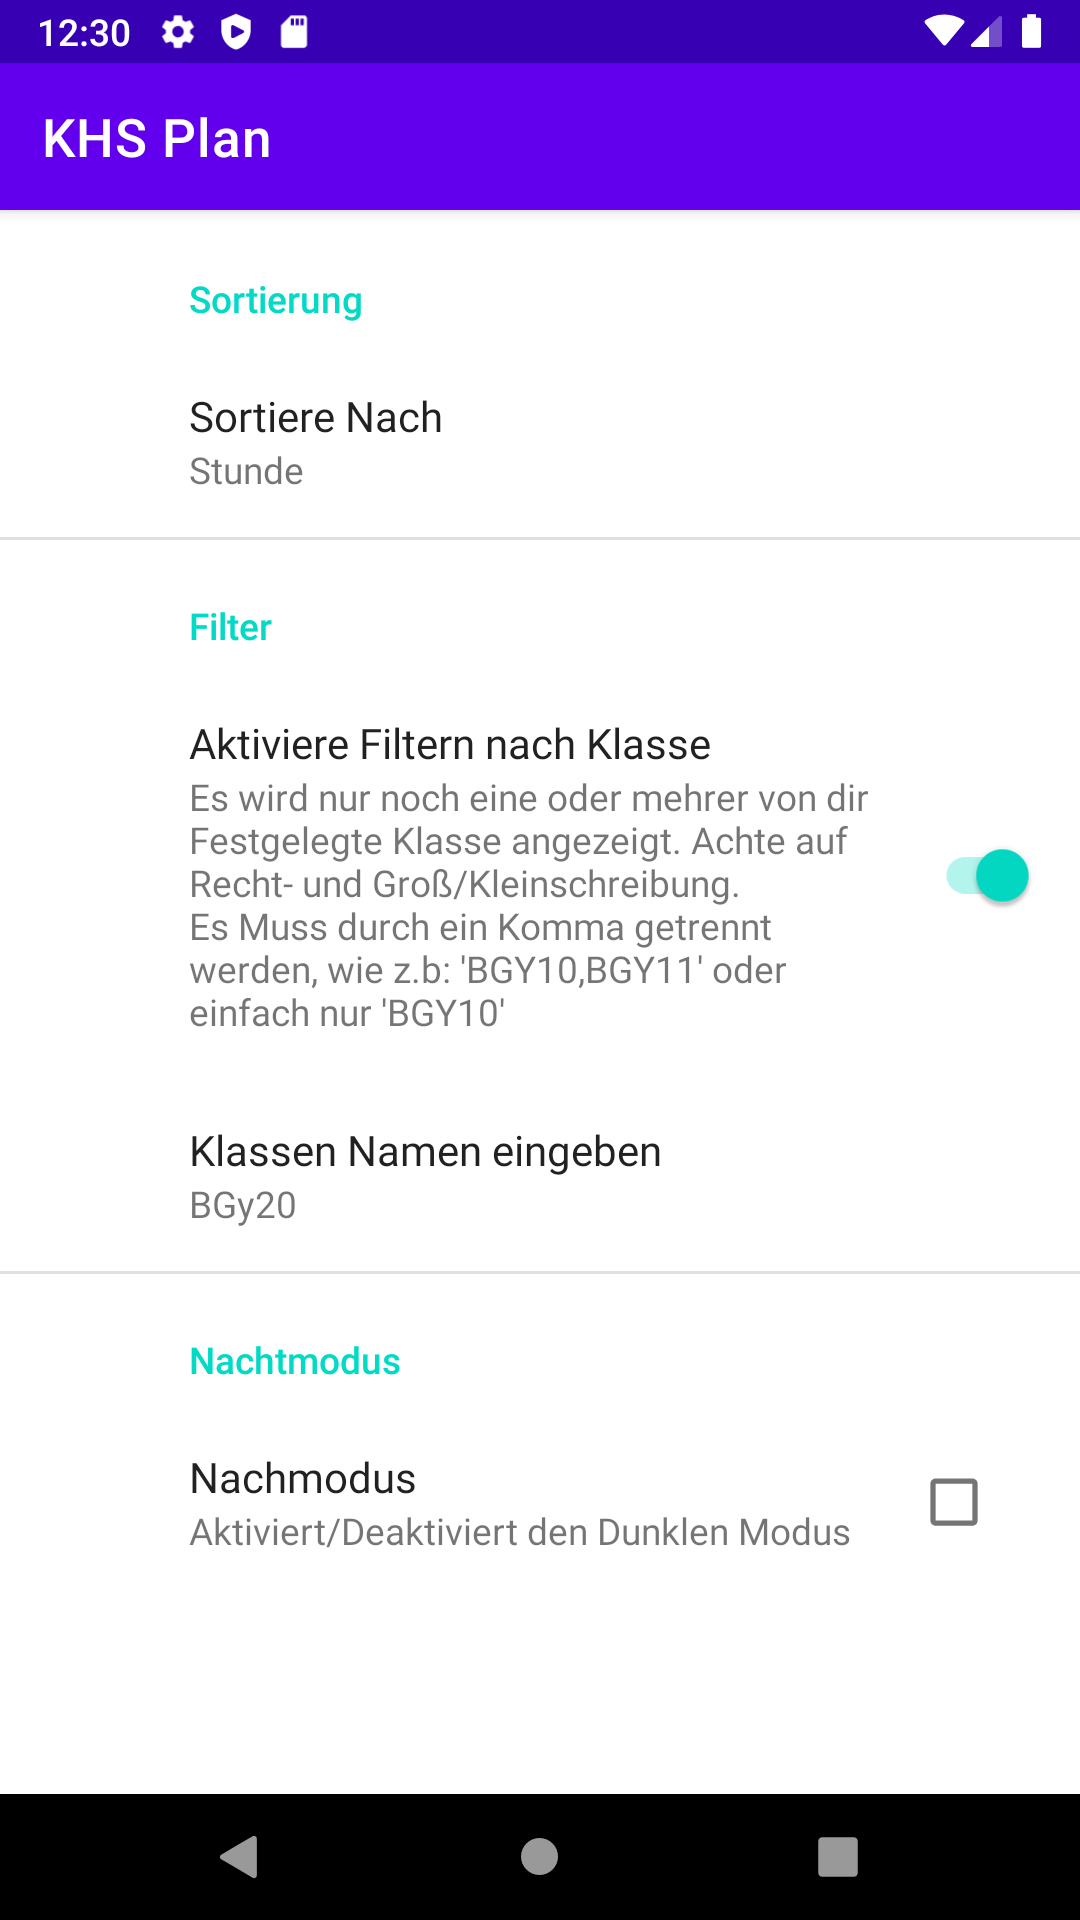 12:30
KHS Plan
Sortierung
Sortiere Nach
Stunde
Filter
Aktiviere Filtern nach Klasse
Es wird nur noch eine oder mehrer von dir
Festgelegte Klasse angezeigt. Achte auf
Recht- und Groß/Kleinschreibung.
Es Muss durch ein Komma getrennt
werden, wie z.b: 'BGY10,BGY11' oder
einfach nur 'BGY10'
Klassen Namen eingeben
BGy20
Nachtmodus
Nachmodus
Aktiviert/Deaktiviert den Dunklen Modus